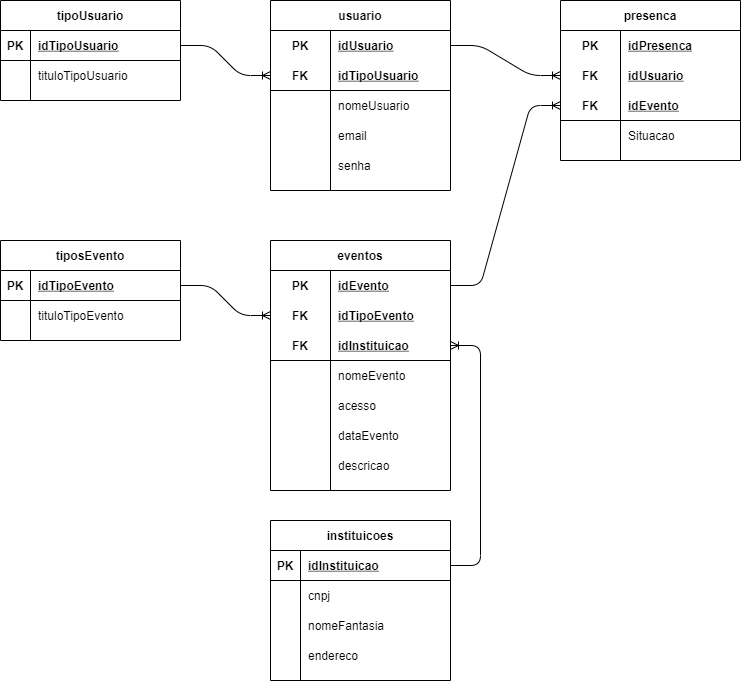 tipoUsuario
PK idTipoUsuario
tituloTipoUsuario
usuario
PK idUsuario
FK idTipoUsuario
nomeUsuario
email
senha
presenca
PK idPresenca
FK idUsuario
FK idEvento
Situacao
tiposEvento
PK idTipoEvento
tituloTipoEvento
eventos
PK idEvento
FK idTipoEvento
FK idInstituicao
nomeEvento
acesso
dataEvento
descricao
instituicoes
PK idInstituicao
cnpj
nomeFantasia
endereco